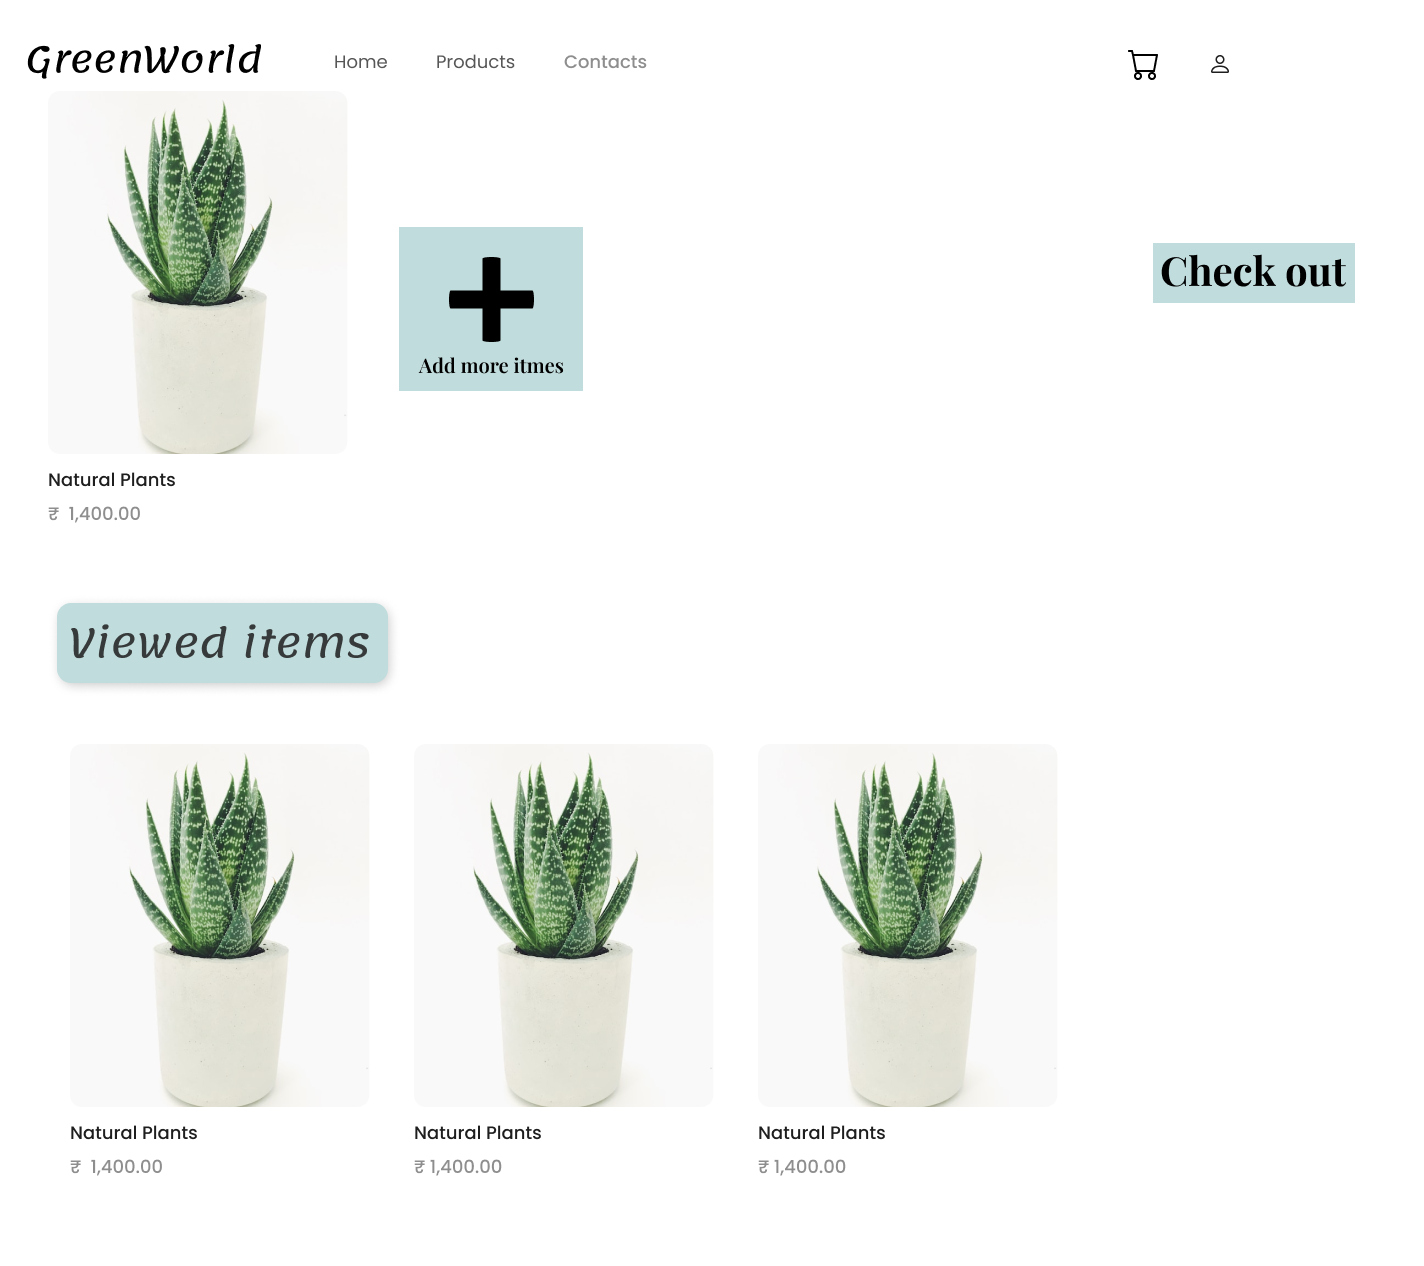 GreenWorld
Home Products Contacts
Check out
Add more itmes
Natural Plants
₹ 1,400.00
Viewed items
Natural Plants Natural Plants Natural Plants
₹ 1,400.00 ₹ 1,400.00 ₹ 1,400.00